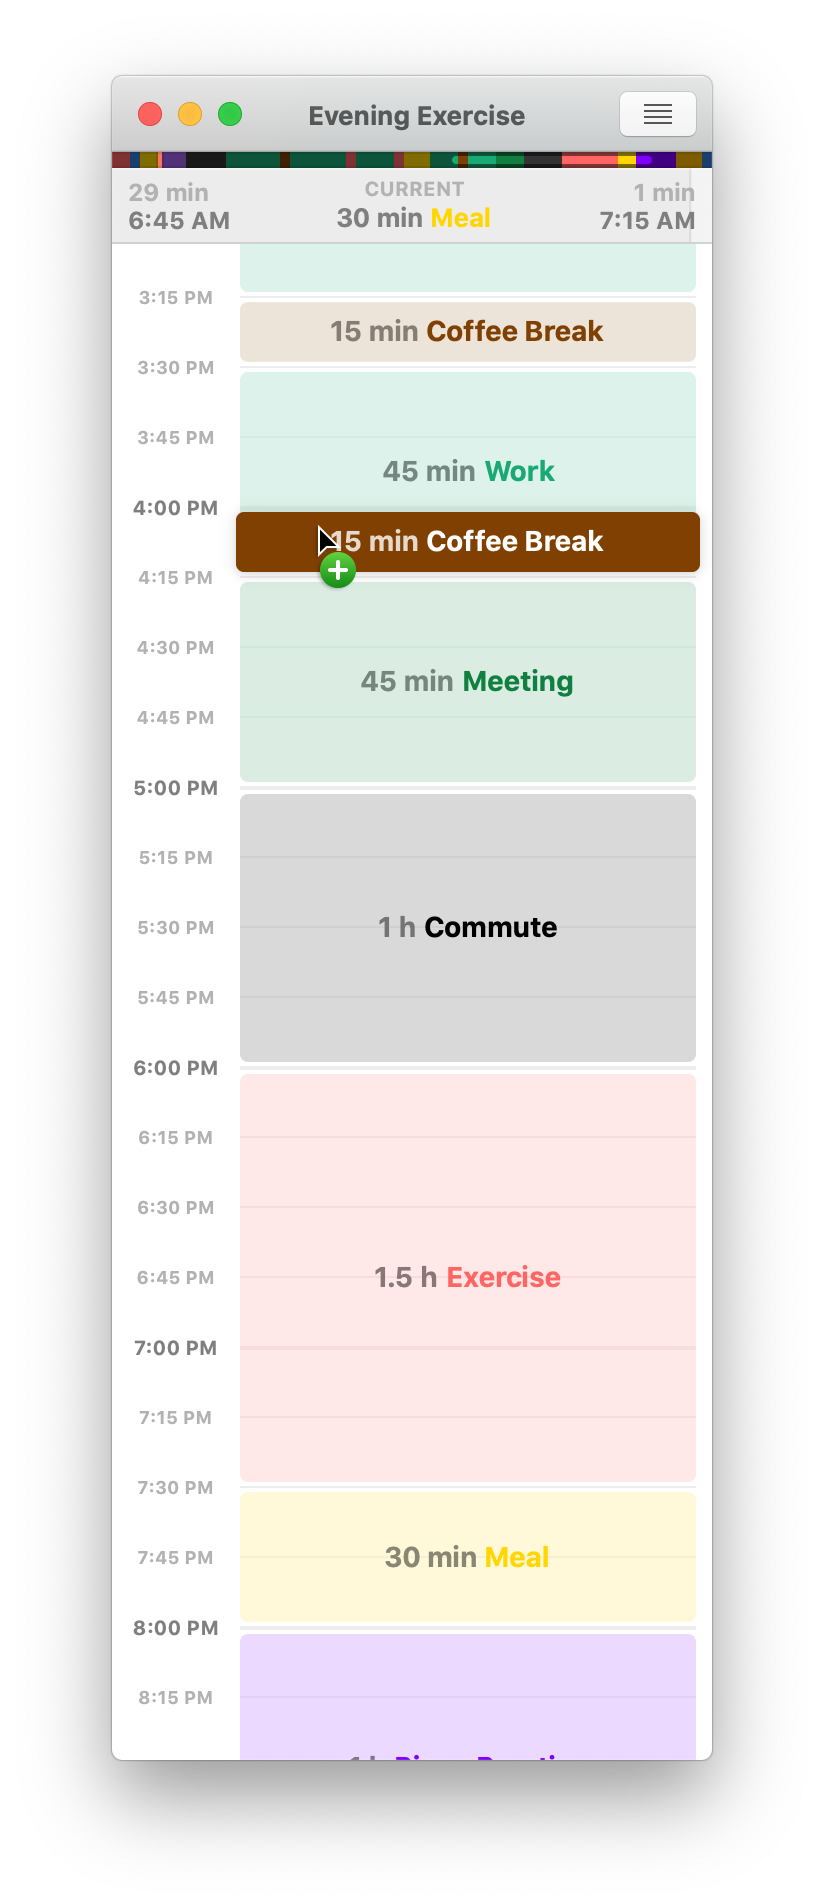 Evening Exercise
29 min CURRENT 1 min
6:45 AM 30 min Meal 7:15 AM
3:15 PM
15 min Coffee Break
3:30 PM
3:45 PM
45 min Work
4:00 PM
15 min Coffee Break
4:15 PM
4:30 PM
45 min Meeting
4:45 PM
5:00 PM
5:15 PM
5:30 PM 1 h Commute
5:45 PM
6:00 PM
6:15 PM
6:30 PM
6:45 PM 1.5 h Exercise
7:00 PM
7:15 PM
7:30 PM
7:45 PM 30 min Meal
8:00 PM
8:15 PM